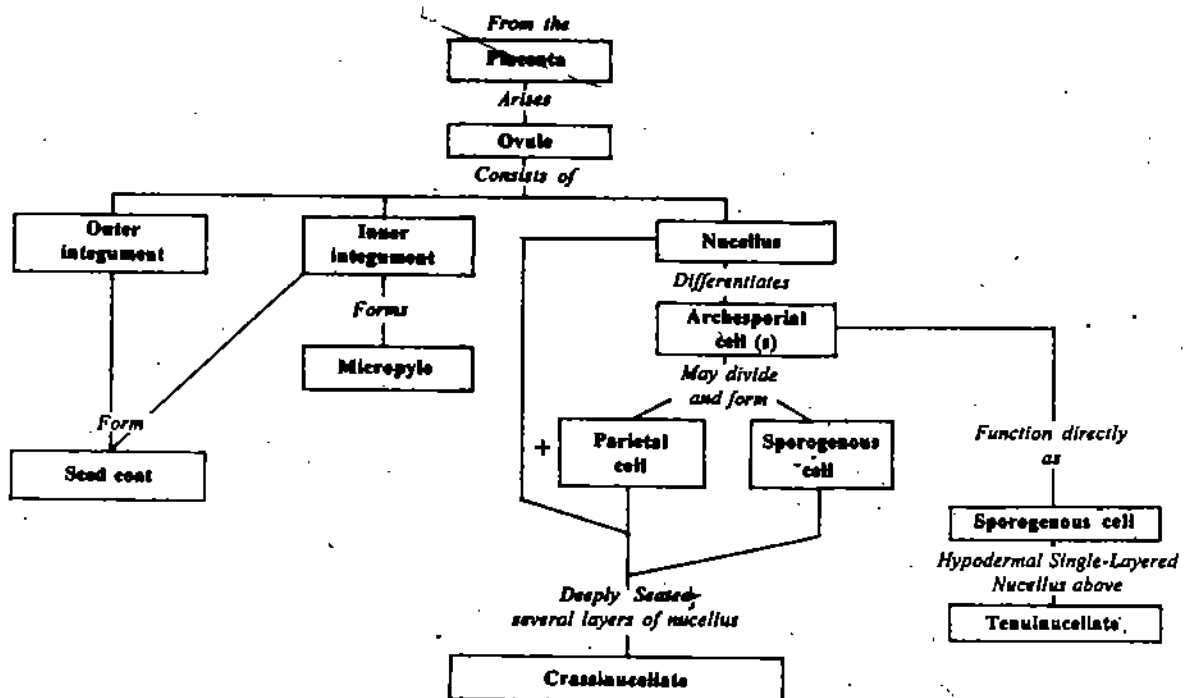 From the
Placenta
Arises
Ovule
Consists of
Outer
integument
Inner
integument
Nucellus
Differentiates
Forms
Archesporial
cell (s)
Micropyle
May divide
and form
Form
Parietal
cell
+
Sporogenous
cell
Function directly
as
Seed coat
Sporogenous cell
Hypodermal Single-Layered
Nucellus above
Deeply Seated,
several layers of nucellus
Tenuinucellate
Crassinucellate